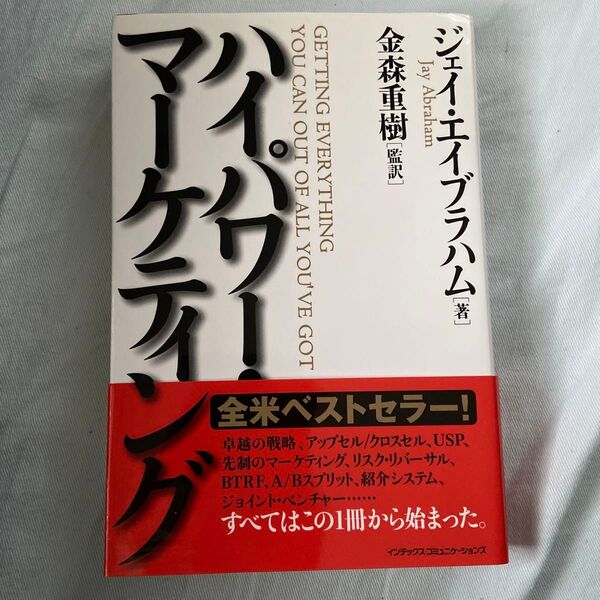 ジェイ・エイブラハム[著]
Jay Abraham
金森重樹[監訳]
GETTING EVERYTHING
YOU CAN OUT OF ALL YOU'VE GOT
ハイパワー・
マーケティング
全米ベストセラー!
卓越の戦略、アップセル/クロスセル、USP、
先制のマーケティング、リスク・リバーサル、
BTRF、A/Bスプリット、紹介システム、
ジョイント・ベンチャー……
すべてはこの1冊から始まった。
インデックス・コミュニケーションズ